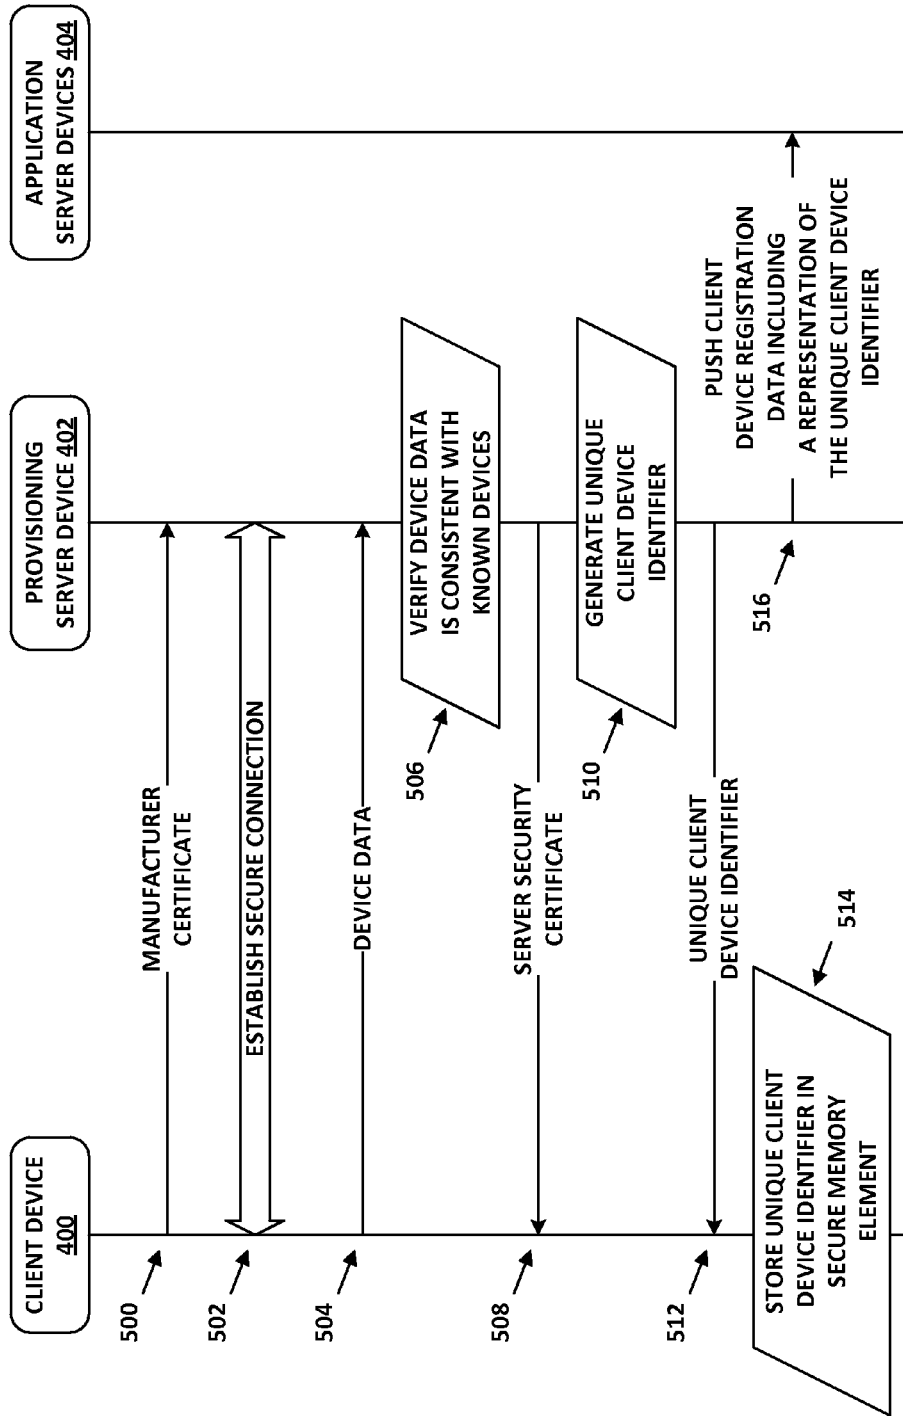 CLIENT DEVICE
400
PROVISIONING
SERVER DEVICE 402
APPLICATION
SERVER DEVICES 404
500
MANUFACTURER
CERTIFICATE
502
ESTABLISH SECURE CONNECTION
504
DEVICE DATA
506
VERIFY DEVICE DATA
IS CONSISTENT WITH
KNOWN DEVICES
508
SERVER SECURITY
CERTIFICATE
510
GENERATE UNIQUE
CLIENT DEVICE
IDENTIFIER
512
UNIQUE CLIENT
DEVICE IDENTIFIER
STORE UNIQUE CLIENT
DEVICE IDENTIFIER IN
SECURE MEMORY
ELEMENT
514
516
PUSH CLIENT
DEVICE REGISTRATION
DATA INCLUDING
A REPRESENTATION OF
THE UNIQUE CLIENT DEVICE
IDENTIFIER